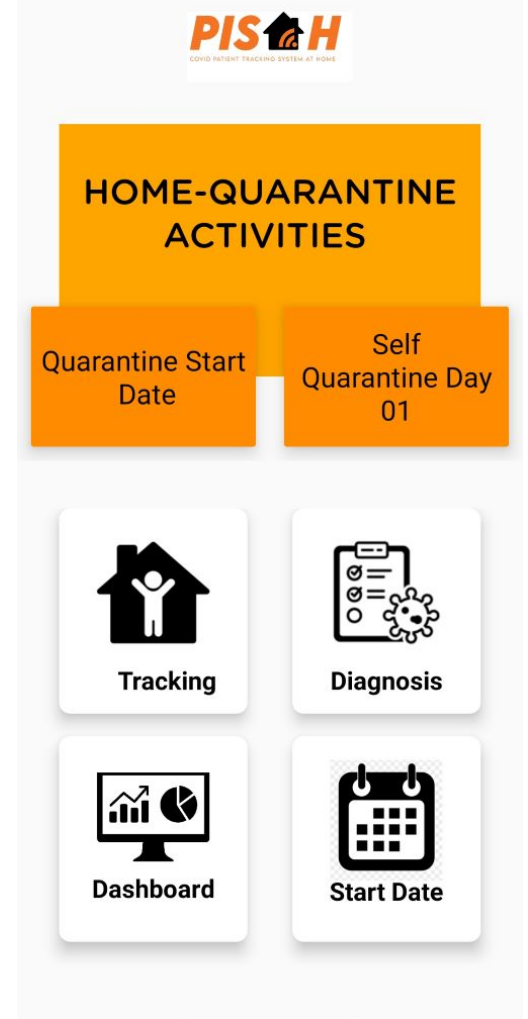 PIS H
COVID PATIENT TRACKING SYSTEM AT HOME
HOME-QUARANTINE
ACTIVITIES
Quarantine Start
Date
Self
Quarantine Day
01
Tracking
Diagnosis
Dashboard
Start Date